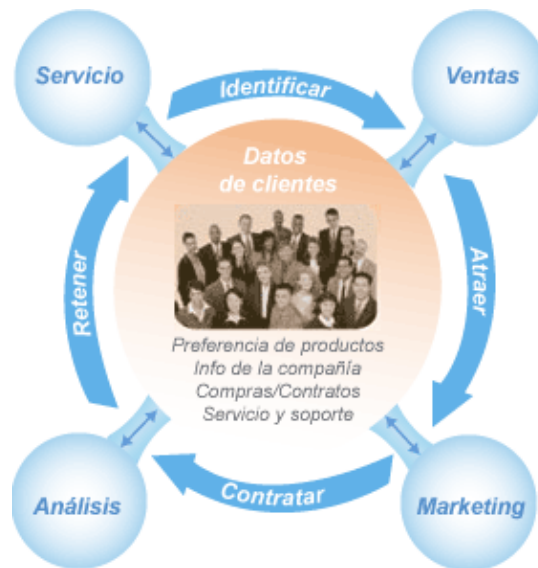 Servicio
Identificar
Ventas
Datos
de clientes
Retener
Atraer
Preferencia de productos
Info de la compañía
Compras/Contratos
Servicio y soporte
Análisis
Contratar
Marketing